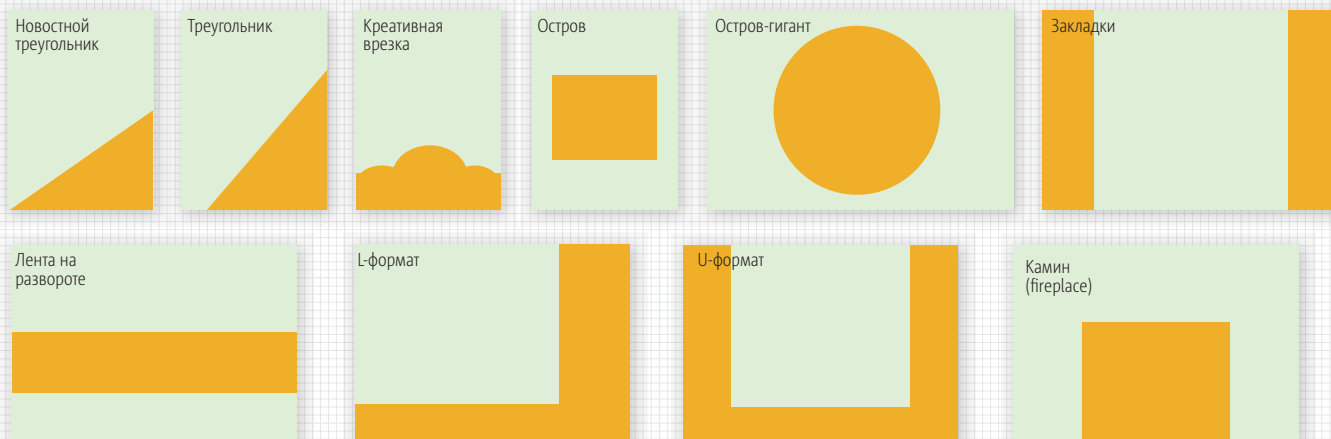 Новостной
треугольник
Треугольник
Креативная
врезка
Остров
Остров-гигант
Закладки
Лента на
развороте
L-формат
U-формат
Камин
(fireplace)